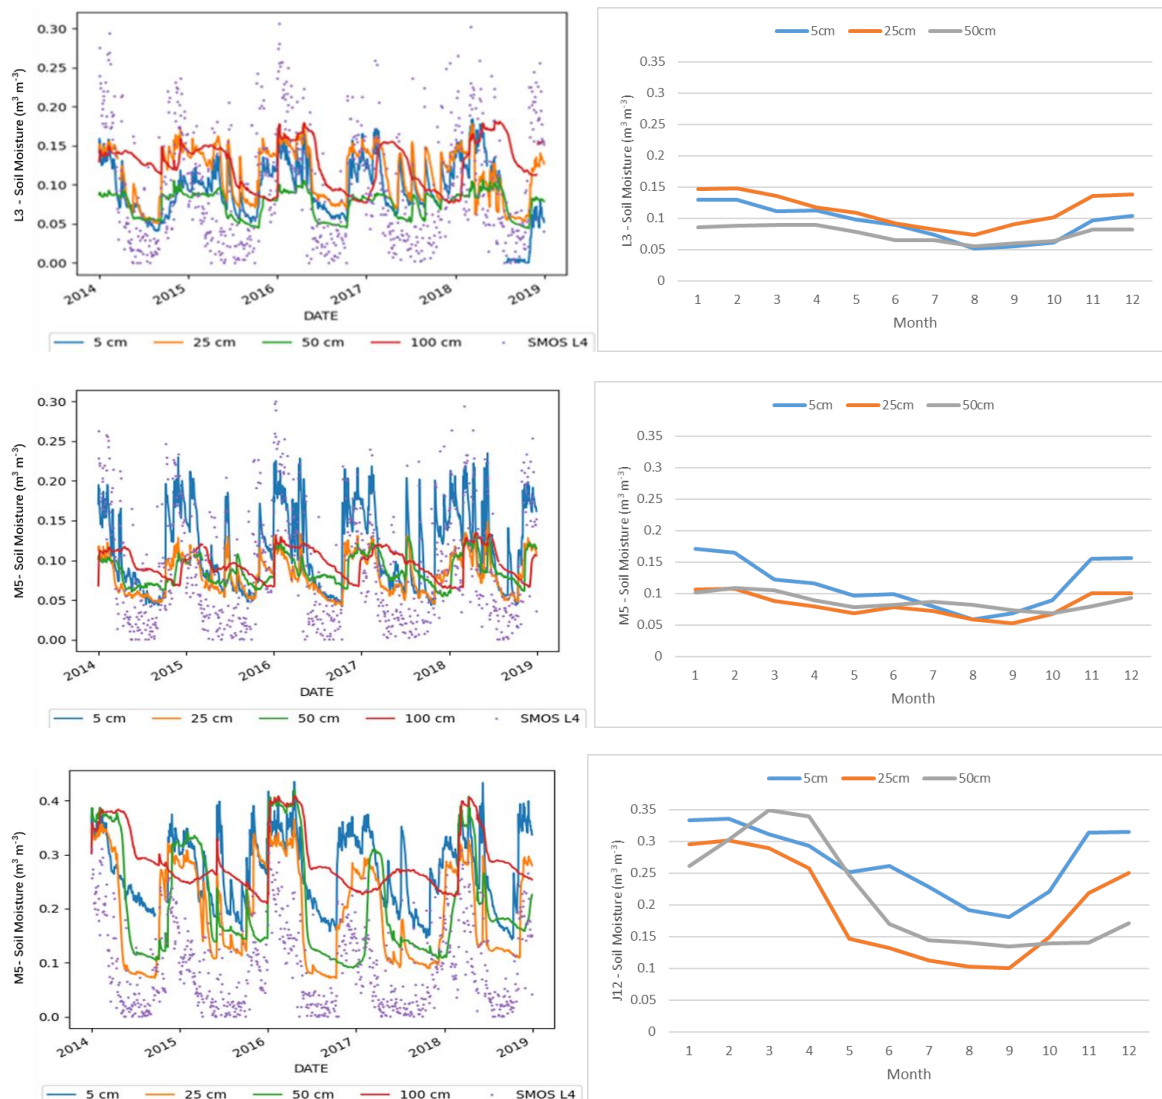 L3 - Soil Moisture (m³ m⁻³)
0.30
0.25
0.20
0.15
0.10
0.05
0.00
2014 2015 2016 2017 2018 2019
DATE
5 cm 25 cm 50 cm 100 cm SMOS L4
5cm 25cm 50cm
L3 - Soil Moisture (m³ m⁻³)
0.35
0.3
0.25
0.2
0.15
0.1
0.05
0
1 2 3 4 5 6 7 8 9 10 11 12
Month
M5- Soil Moisture (m³ m⁻³)
0.30
0.25
0.20
0.15
0.10
0.05
0.00
2014 2015 2016 2017 2018 2019
DATE
5 cm 25 cm 50 cm 100 cm SMOS L4
5cm 25cm 50cm
M5 - Soil Moisture (m³ m⁻³)
0.35
0.3
0.25
0.2
0.15
0.1
0.05
0
1 2 3 4 5 6 7 8 9 10 11 12
Month
M5- Soil Moisture (m³ m⁻³)
0.4
0.3
0.2
0.1
0.0
2014 2015 2016 2017 2018 2019
DATE
5 cm 25 cm 50 cm 100 cm SMOS L4
5cm 25cm 50cm
J12 - Soil Moisture (m³ m⁻³)
0.35
0.3
0.25
0.2
0.15
0.1
0.05
0
1 2 3 4 5 6 7 8 9 10 11 12
Month